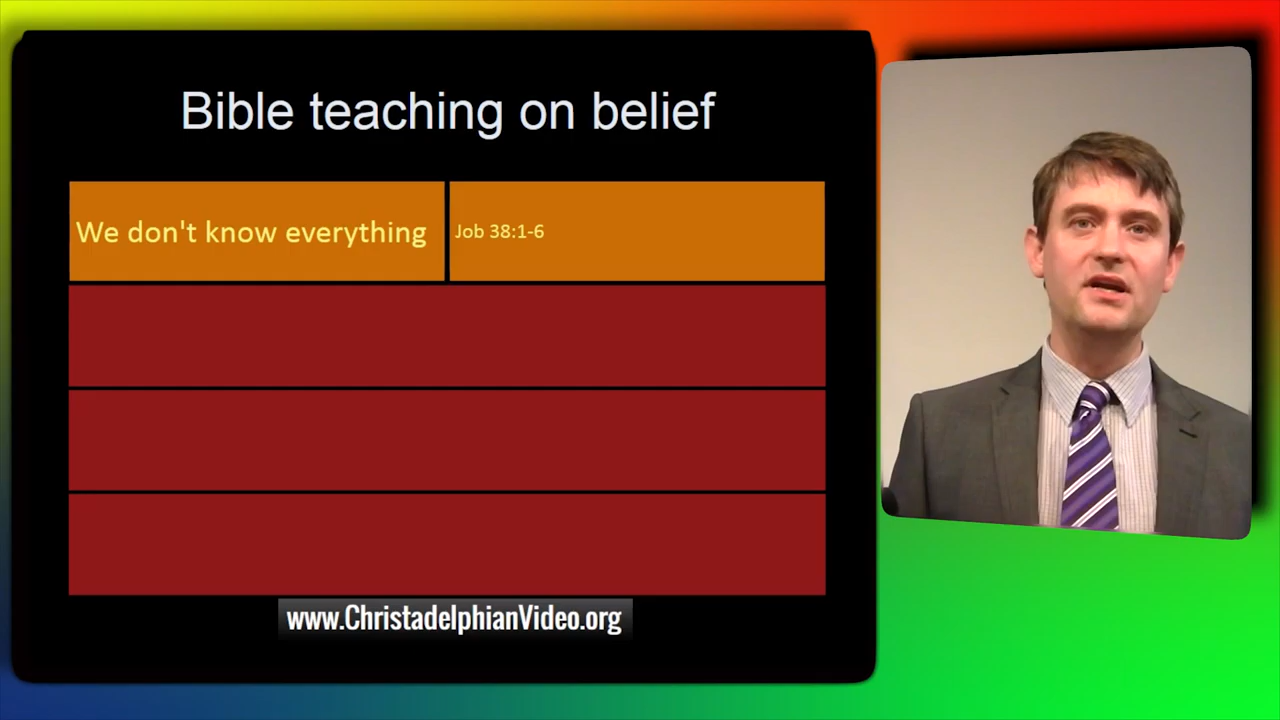 Bible teaching on belief
We don't know everything
Job 38:1-6
www.ChristadelphianVideo.org